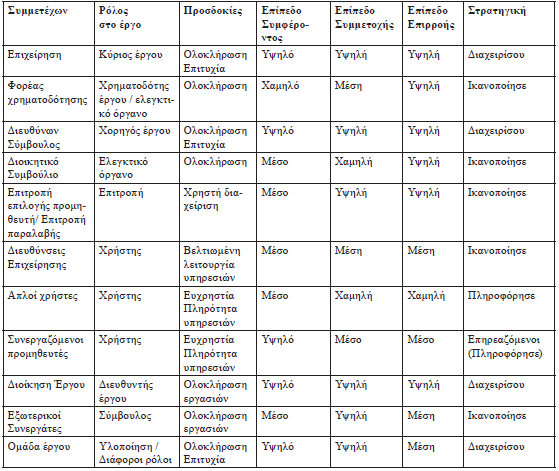 Συμμετέχων Ρόλος στο έργο Προσδοκίες Επίπεδο Συμφέρο-ντος Επίπεδο Συμμετοχής Επίπεδο Επιρροής Στρατηγική
Επιχείρηση Κύριος έργου Ολοκλήρωση Επιτυχία Υψηλό Υψηλή Υψηλή Διαχειρίσου
Φορέας χρηματοδότησης Χρηματοδότης έργου / ελεγκτι-κό όργανο Ολοκλήρωση Χαμηλό Μέση Υψηλή Ικανοποίησε
Διευθύνων Σύμβουλος Χορηγός έργου Ολοκλήρωση Επιτυχία Υψηλό Υψηλή Υψηλή Διαχειρίσου
Διοικητικό Συμβούλιο Ελεγκτικό όργανο Ολοκλήρωση Μέσο Χαμηλή Υψηλή Ικανοποίησε
Επιτροπή επιλογής προμη-θευτή/ Επιτροπή παραλαβής Επιτροπή Χρηστή δια-χείριση Μέσο Υψηλή Υψηλή Ικανοποίησε
Διευθύνσεις Επιχείρησης Χρήστης Βελτιωμένη λειτουργία υπηρεσιών Μέσο Μέση Μέση Ικανοποίησε
Απλοί χρήστες Χρήστης Ευχρηστία Πληρότητα υπηρεσιών Μέσο Χαμηλή Χαμηλή Πληροφόρησε
Συνεργαζόμενοι προμηθευτές Χρήστης Ευχρηστία Πληρότητα υπηρεσιών Υψηλό Μέσο Μέσο Επηρεαζόμενοι (Πληροφόρησε)
Διοίκηση Έργου Διευθυντής έργου Ολοκλήρωση εργασιών Υψηλό Υψηλή Υψηλή Διαχειρίσου
Εξωτερικοί Συνεργάτες Σύμβουλος Ολοκλήρωση εργασιών Μέσο Υψηλή Μέση Ικανοποίησε
Ομάδα έργου Υλοποίηση / Διάφοροι ρόλοι Ολοκλήρωση Επιτυχία Υψηλό Υψηλή Μέση Διαχειρίσου